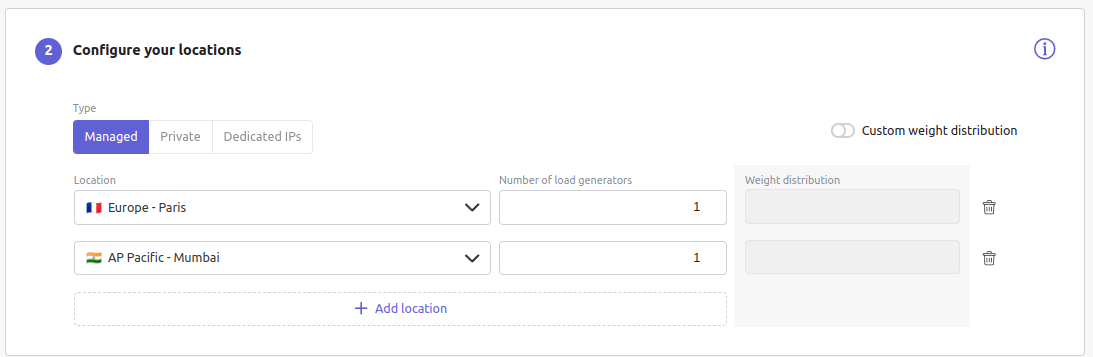 2 Configure your locations
Type
Managed Private Dedicated IPs
Custom weight distribution
Location Number of load generators Weight distribution
Europe - Paris 1
AP Pacific - Mumbai 1
+ Add location